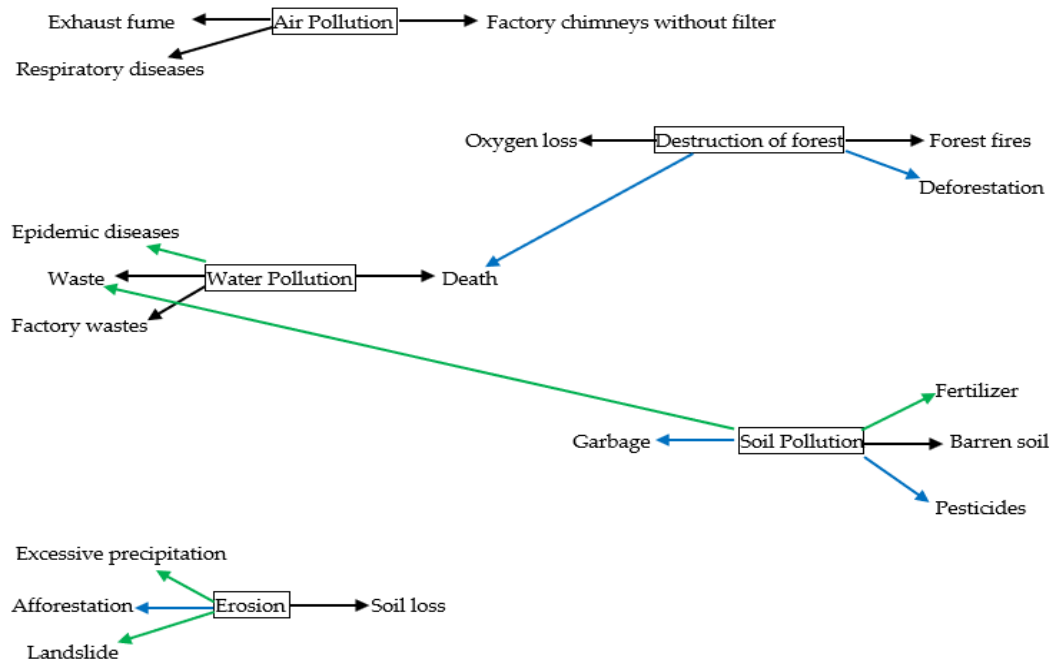 Exhaust fume
Air Pollution
Factory chimneys without filter
Respiratory diseases
Oxygen loss
Destruction of forest
Forest fires
Deforestation
Epidemic diseases
Waste
Water Pollution
Death
Factory wastes
Fertilizer
Garbage
Soil Pollution
Barren soil
Pesticides
Excessive precipitation
Afforestation
Erosion
Soil loss
Landslide